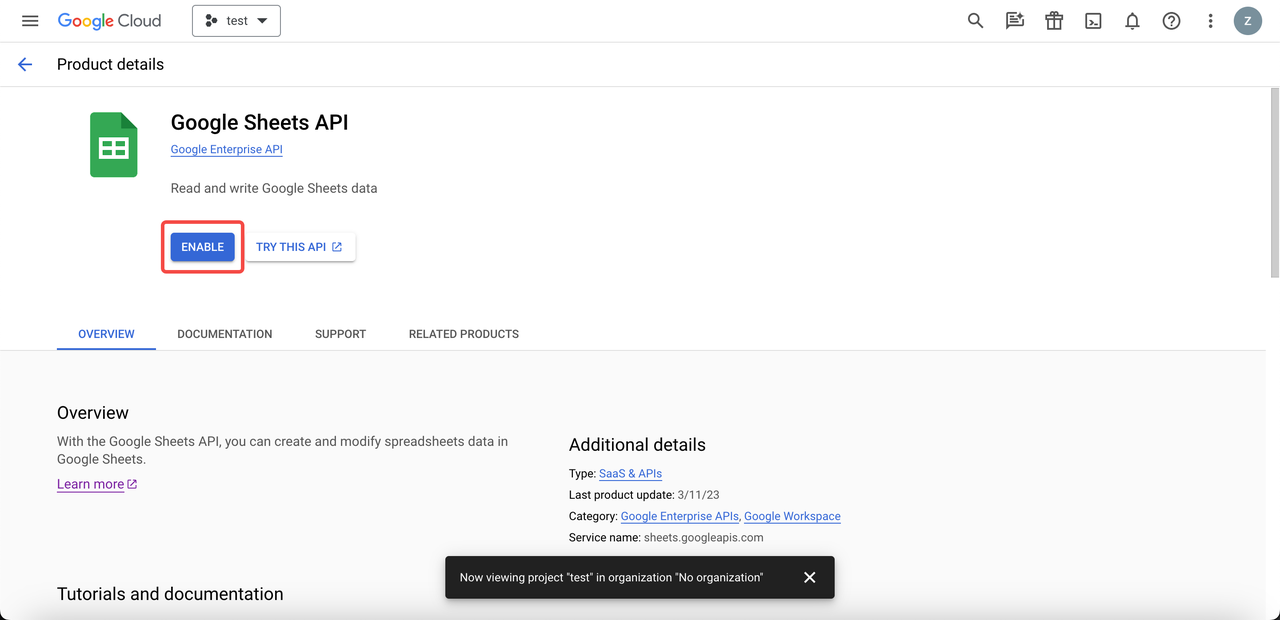 Google Cloud
test
Z
Product details
Google Sheets API
Google Enterprise API
Read and write Google Sheets data
ENABLE
TRY THIS API
OVERVIEW
DOCUMENTATION
SUPPORT
RELATED PRODUCTS
Overview
With the Google Sheets API, you can create and modify spreadsheets data in
Google Sheets.
Learn more
Additional details
Type: SaaS & APIs
Last product update: 3/11/23
Category: Google Enterprise APIs, Google Workspace
Service name: sheets.googleapis.com
Now viewing project "test" in organization "No organization"
Tutorials and documentation